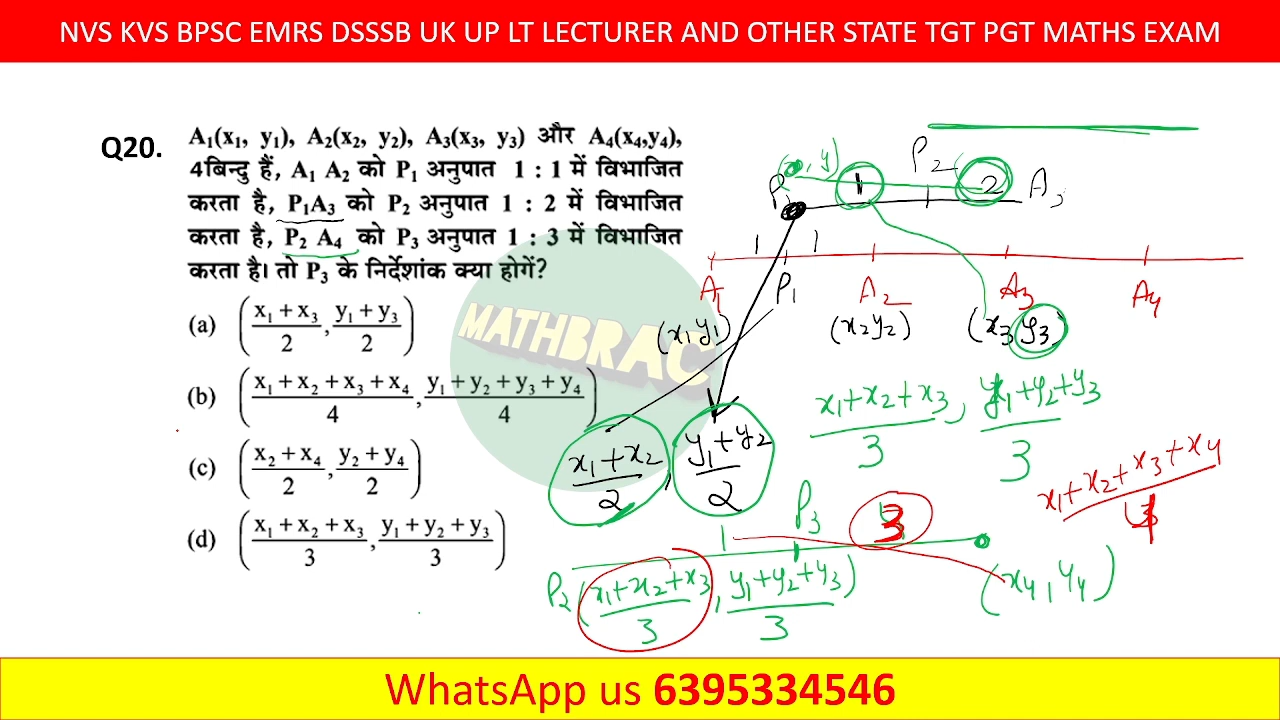 NVS KVS BPSC EMRS DSSSB UK UP LT LECTURER AND OTHER STATE TGT PGT MATHS EXAM
Q20.
A₁(x₁, y₁), A₂(x₂, y₂), A₃(x₃, y₃) और A₄(x₄,y₄),
4बिन्दु हैं, A₁ A₂ को P₁ अनुपात 1 : 1 में विभाजित
करता है, P₁A₃ को P₂ अनुपात 1 : 2 में विभाजित
करता है, P₂ A₄ को P₃ अनुपात 1 : 3 में विभाजित
करता है। तो P₃ के निर्देशांक क्या होगें?
(a) ((x₁ + x₃)/2, (y₁ + y₃)/2)
(b) ((x₁ + x₂ + x₃ + x₄)/4, (y₁ + y₂ + y₃ + y₄)/4)
(c) ((x₂ + x₄)/2, (y₂ + y₄)/2)
(d) ((x₁ + x₂ + x₃)/3, (y₁ + y₂ + y₃)/3)
MATHBRAC
P₂
, y)
P₁ 1 2 A₃
1 1
A₁ P₁ A₂ A₃ A₄
(x₁y₁) (x₂y₂) (x₃y₃)
(x₁+x₂)/2, (y₁+y₂)/2
(x₁+x₂+x₃)/3, (y₁+y₂+y₃)/3
(x₁+x₂+x₃+x₄)/4
1 P₃ 3
P₂ ((x₁+x₂+x₃)/3, (y₁+y₂+y₃)/3) (x₄, y₄)
WhatsApp us 6395334546